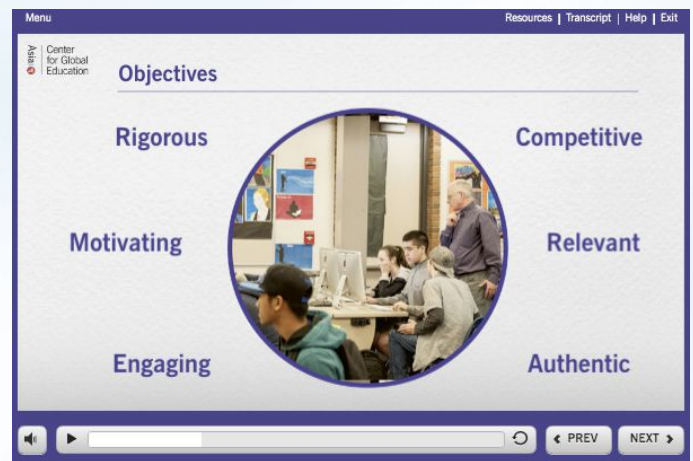 Menu
Resources | Transcript | Help | Exit
Asia
Center
for Global
Education
Objectives
Rigorous
Competitive
Motivating
Relevant
Engaging
Authentic
PREV
NEXT